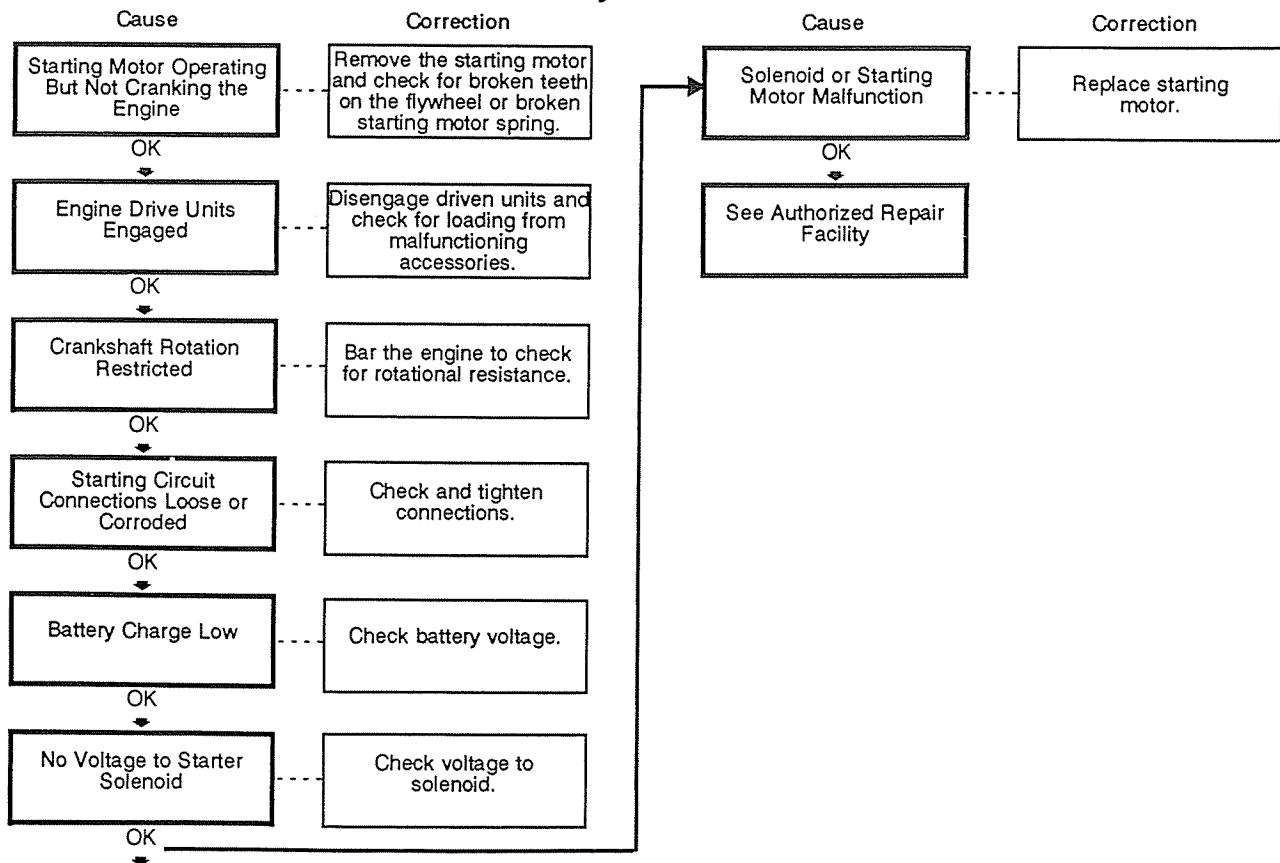 Cause
Correction
Starting Motor Operating
But Not Cranking the
Engine
Remove the starting motor
and check for broken teeth
on the flywheel or broken
starting motor spring.
OK
Engine Drive Units
Engaged
Disengage driven units and
check for loading from
malfunctioning
accessories.
OK
Crankshaft Rotation
Restricted
Bar the engine to check
for rotational resistance.
OK
Starting Circuit
Connections Loose or
Corroded
Check and tighten
connections.
OK
Battery Charge Low
Check battery voltage.
OK
No Voltage to Starter
Solenoid
Check voltage to
solenoid.
OK
Cause
Correction
Solenoid or Starting
Motor Malfunction
Replace starting
motor.
OK
See Authorized Repair
Facility